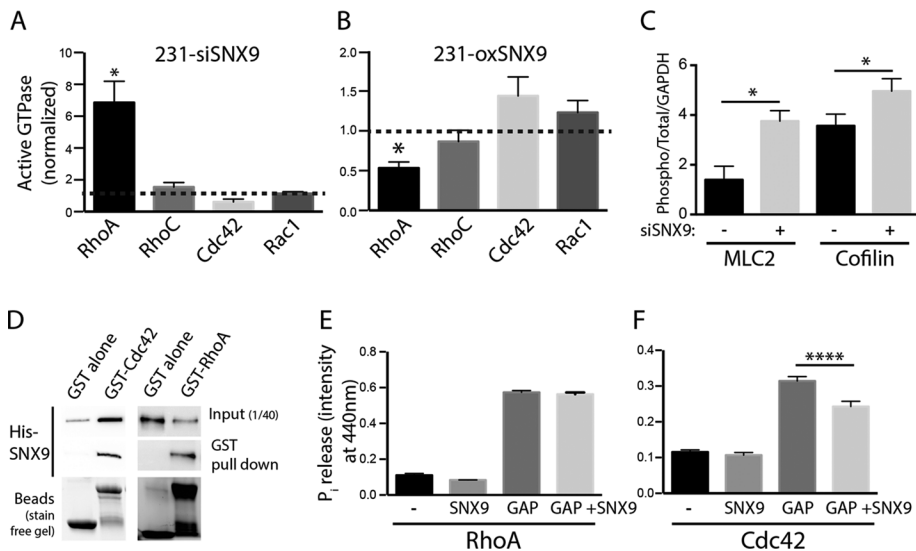 A
231-siSNX9
Active GTPase
(normalized)
10
8
6
4
2
0
*
RhoA
RhoC
Cdc42
Rac1
B
231-oxSNX9
2.0
1.5
1.0
0.5
0.0
*
RhoA
RhoC
Cdc42
Rac1
C
Phospho/Total/GAPDH
6
4
2
0
*
*
siSNX9:
-
+
-
+
MLC2
Cofilin
D
GST alone
GST-Cdc42
GST alone
GST-RhoA
His-
SNX9
Input (1/40)
GST
pull down
Beads
(stain
free gel)
E
Pi release (intensity
at 440nm)
0.8
0.6
0.4
0.2
0.0
-
SNX9
GAP
GAP +SNX9
RhoA
F
0.4
0.3
0.2
0.1
0.0
****
-
SNX9
GAP
GAP +SNX9
Cdc42